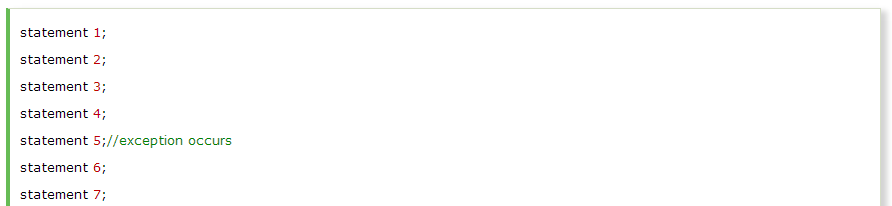 statement 1;
statement 2;
statement 3;
statement 4;
statement 5;//exception occurs
statement 6;
statement 7;